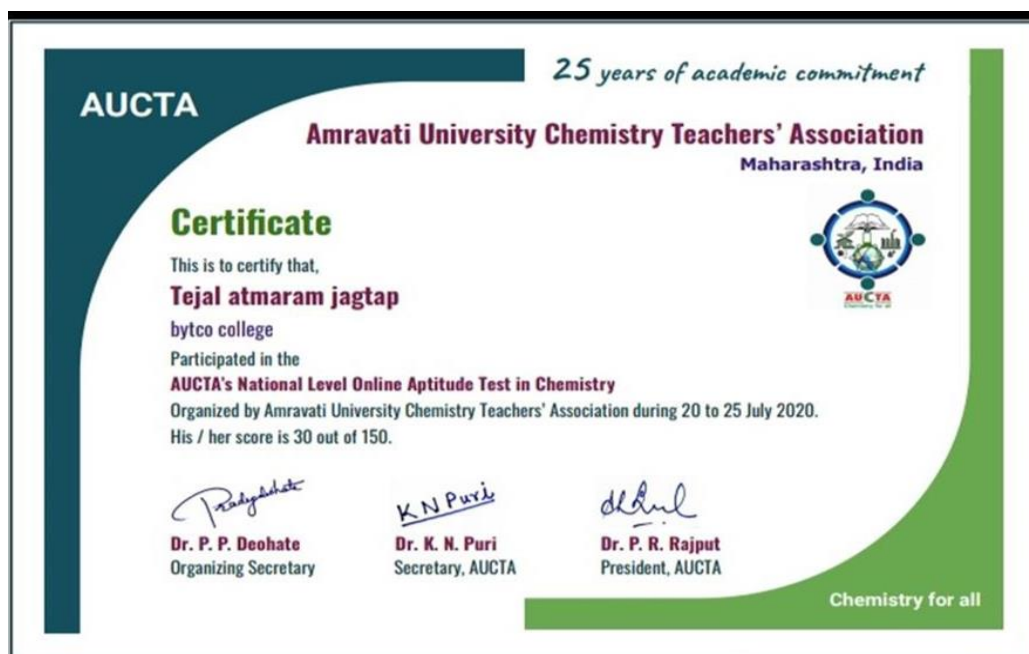 25 years of academic commitment
AUCTA
Amravati University Chemistry Teachers' Association
Maharashtra, India
AUCTA
Chemistry for all
Certificate
This is to certify that,
Tejal atmaram jagtap
bytco college
Participated in the
AUCTA's National Level Online Aptitude Test in Chemistry
Organized by Amravati University Chemistry Teachers' Association during 20 to 25 July 2020.
His / her score is 30 out of 150.
K N Puri
Dr. P. P. Deohate
Dr. K. N. Puri
Dr. P. R. Rajput
Organizing Secretary
Secretary, AUCTA
President, AUCTA
Chemistry for all